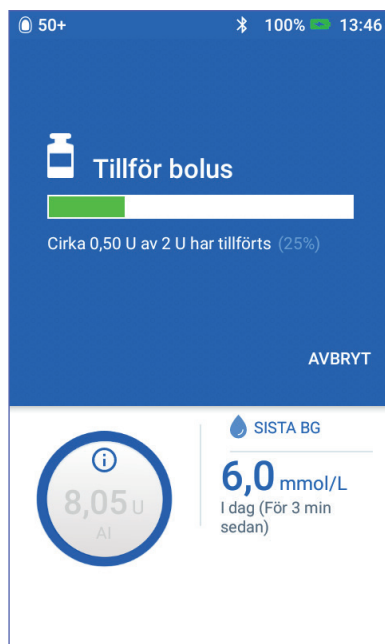 50+ 100% 13:46
Tillför bolus
Cirka 0,50 U av 2 U har tillförts (25%)
AVBRYT
8,05 U
AI
SISTA BG
6,0 mmol/L
I dag (För 3 min
sedan)